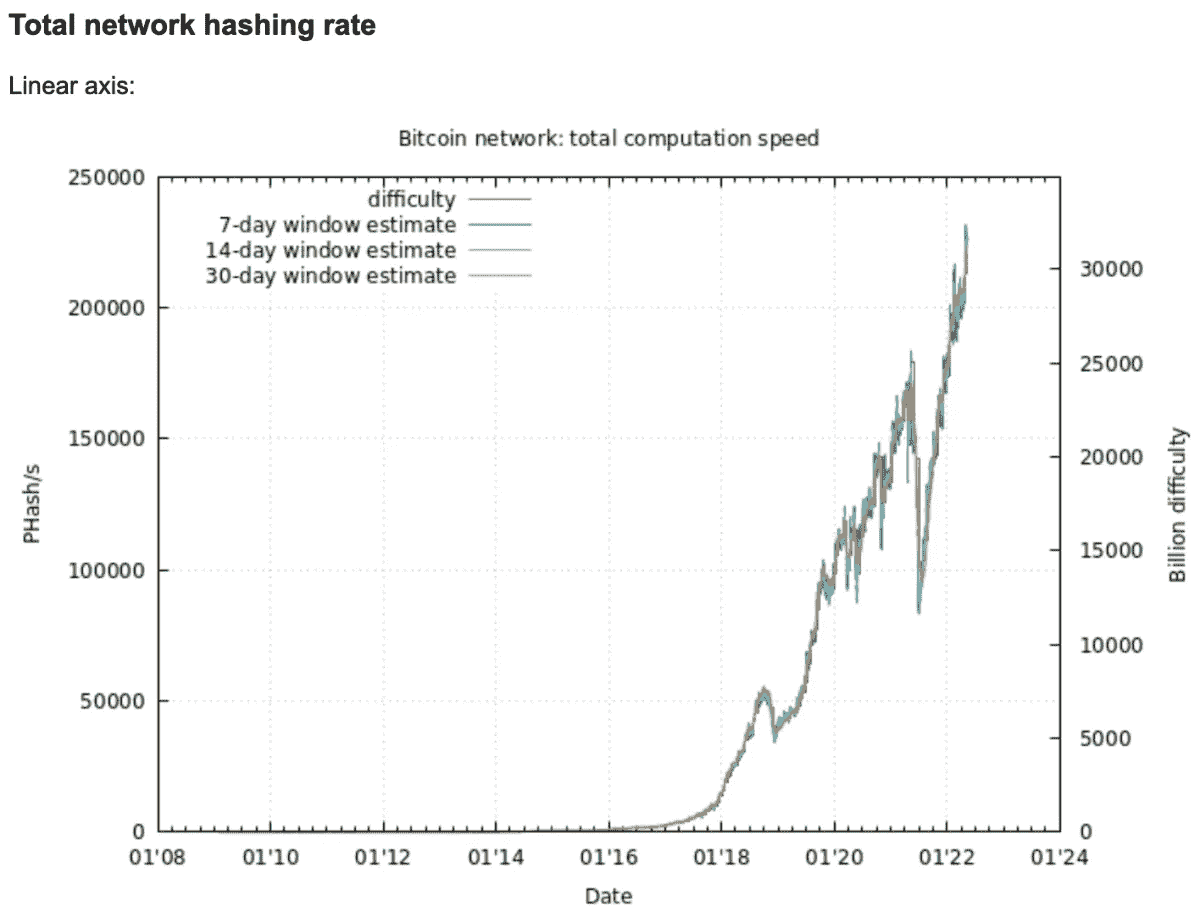 Total network hashing rate
Linear axis:
Bitcoin network: total computation speed
250000
200000
150000
100000
50000
0
PHash/s
difficulty
7-day window estimate
14-day window estimate
30-day window estimate
30000
25000
20000
15000
10000
5000
0
Billion difficulty
01'08 01'10 01'12 01'14 01'16 01'18 01'20 01'22 01'24
Date